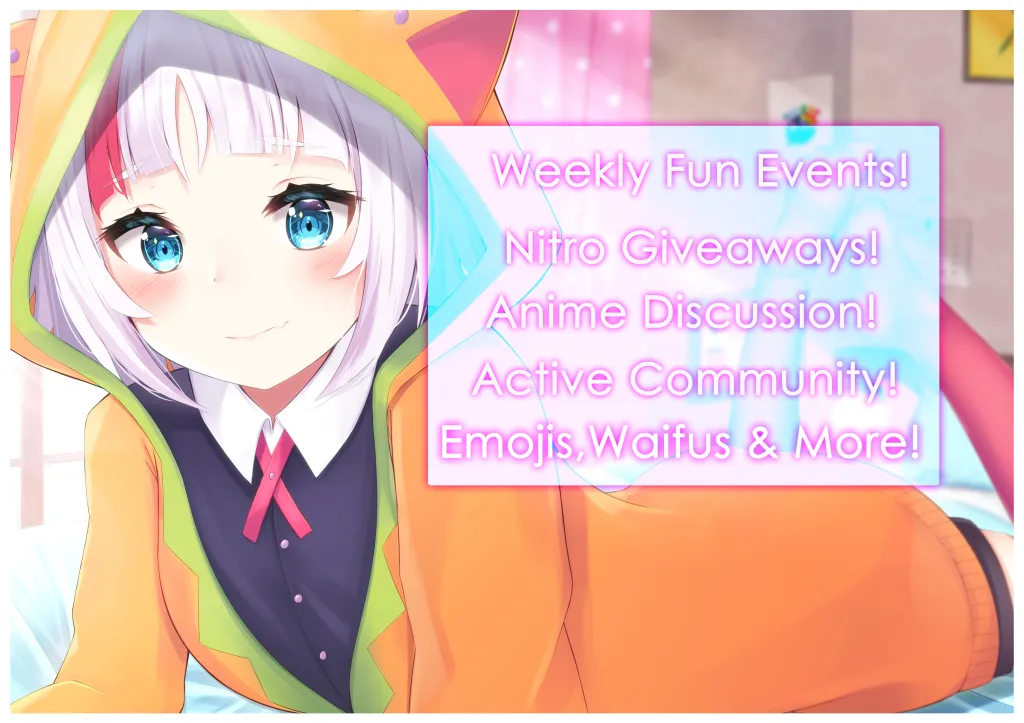 Weekly Fun Events!
Nitro Giveaways!
Anime Discussion!
Active Community!
Emojis,Waifus & More!